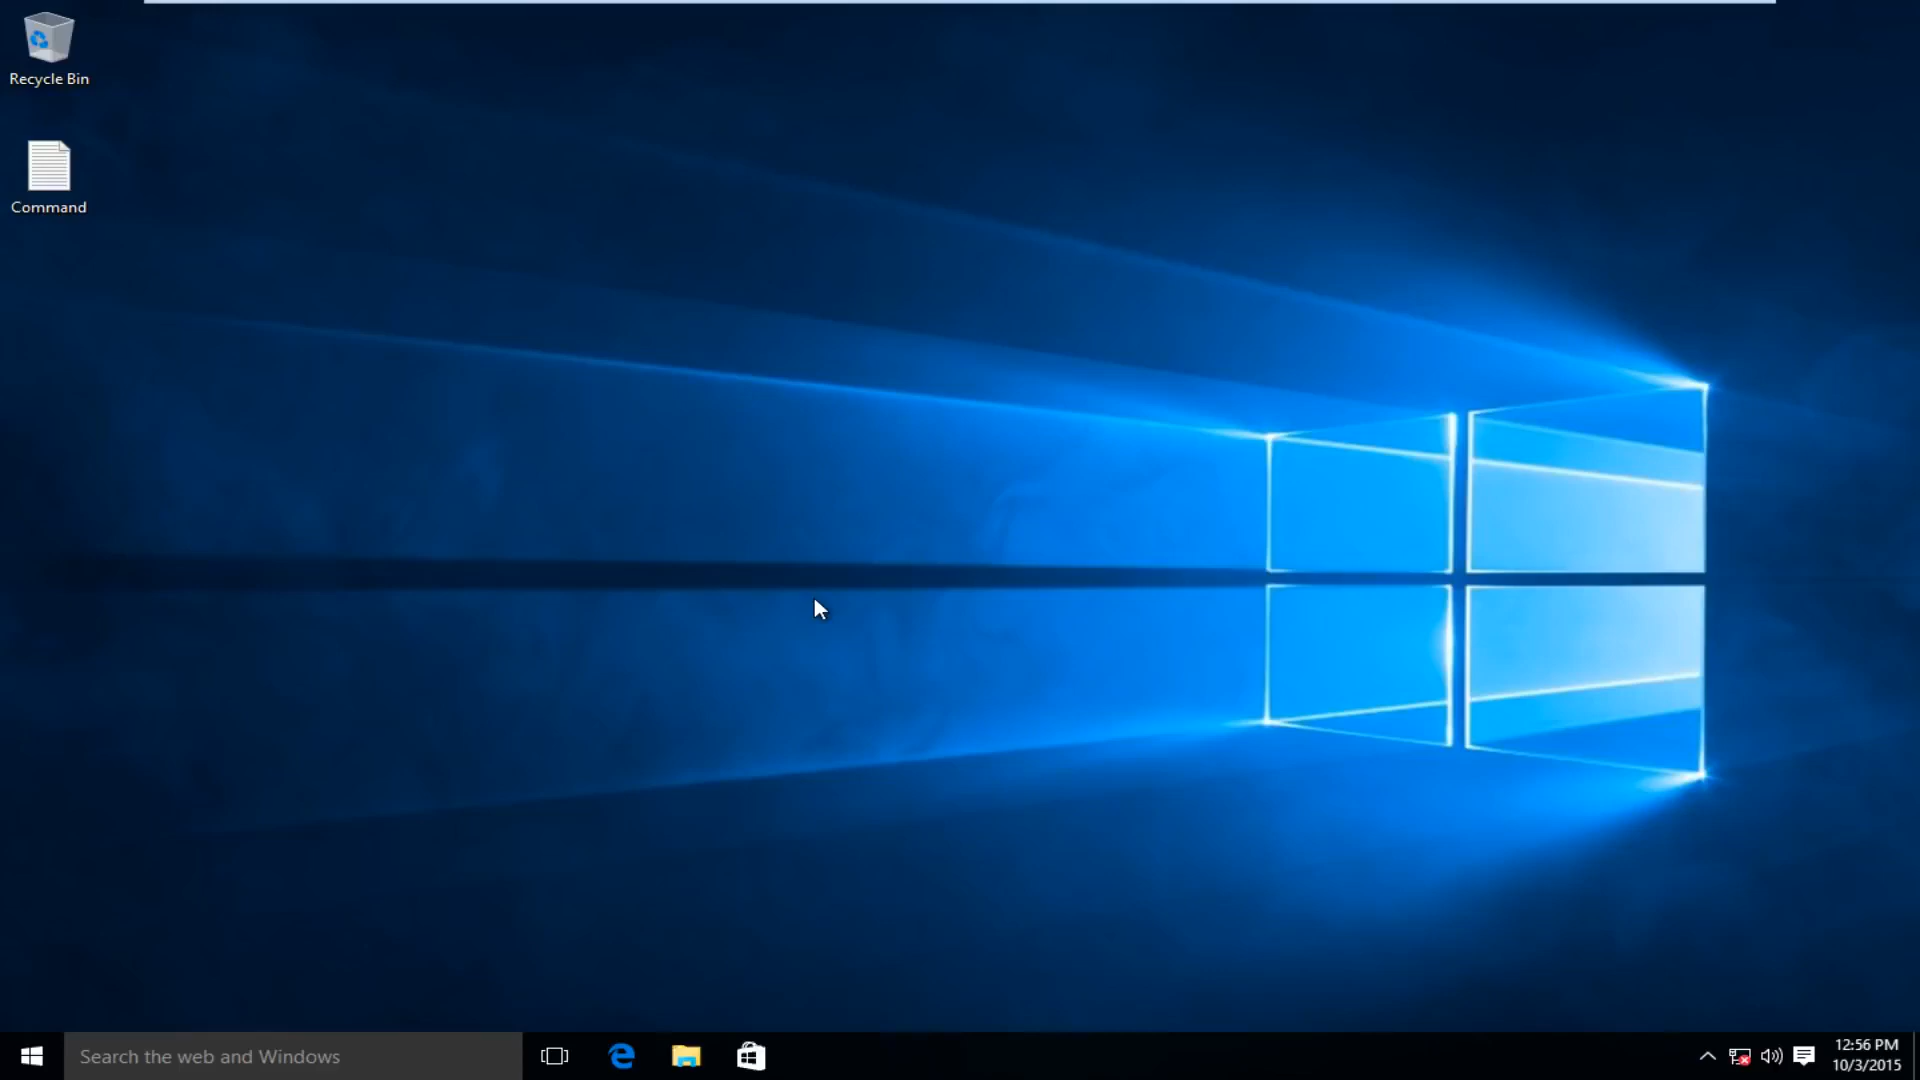 Recycle Bin
Command
Search the web and Windows
12:56 PM
10/3/2015